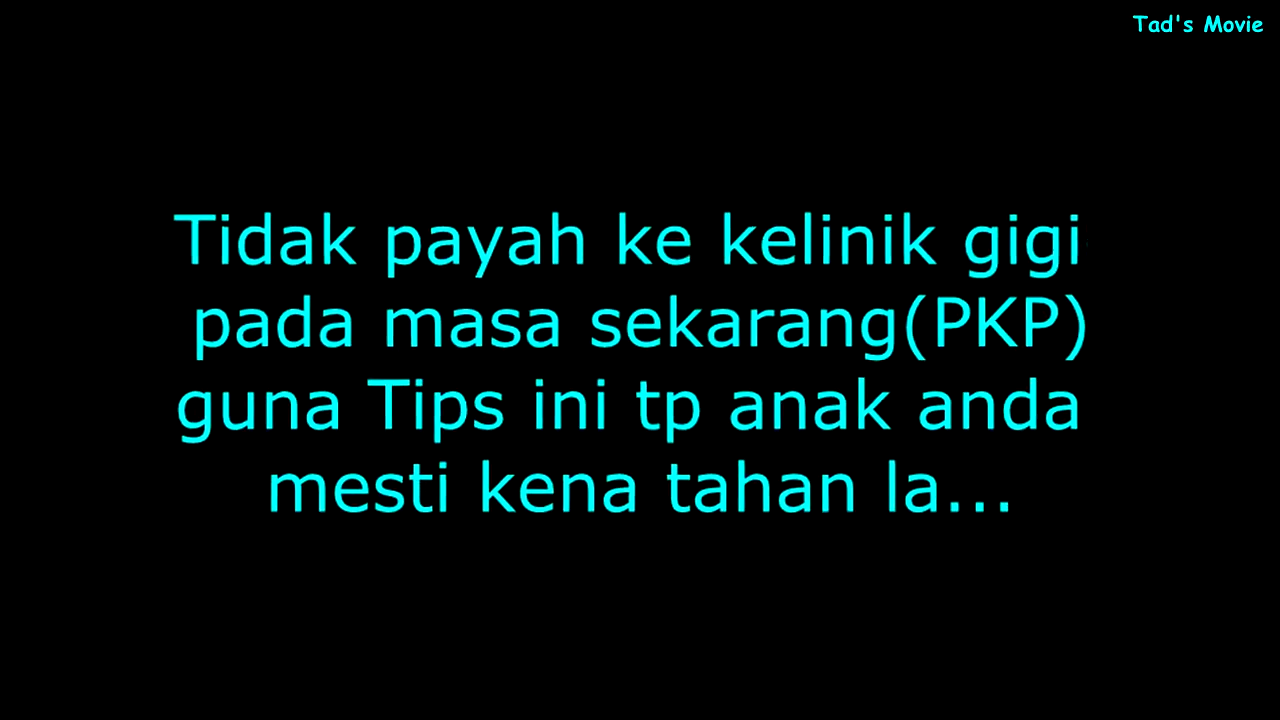 Tad's Movie
Tidak payah ke kelinik gigi
pada masa sekarang(PKP)
guna Tips ini tp anak anda
mesti kena tahan la...